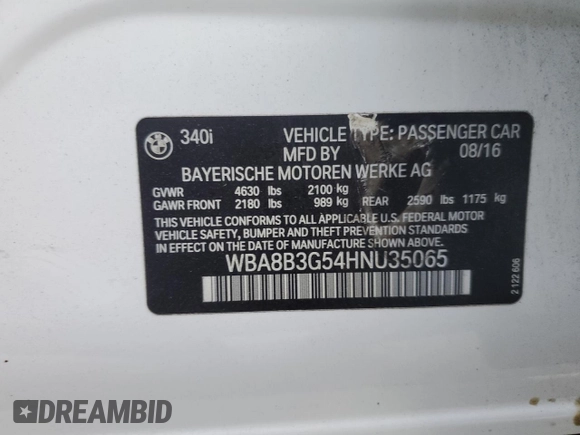 340i VEHICLE TYPE: PASSENGER CAR
MFD BY 08/16
BAYERISCHE MOTOREN WERKE AG
GVWR 4630 lbs 2100 kg
GAWR FRONT 2180 lbs 989 kg REAR 2590 lbs 1175 kg
THIS VEHICLE CONFORMS TO ALL APPLICABLE U.S. FEDERAL MOTOR
VEHICLE SAFETY, BUMPER AND THEFT PREVENTION STANDARDS
IN EFFECT ON THE DATE OF MANUFACTURE SHOWN ABOVE.
WBA8B3G54HNU35065
2 122 606
DREAMBID